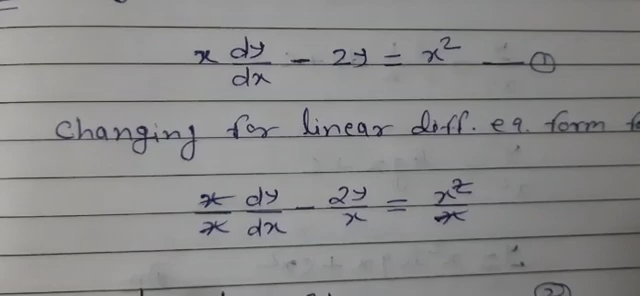 x dy/dx - 2y = x² — ①
Changing for linear diff. eq. form
x/x dy/dx - 2y/x = x²/x